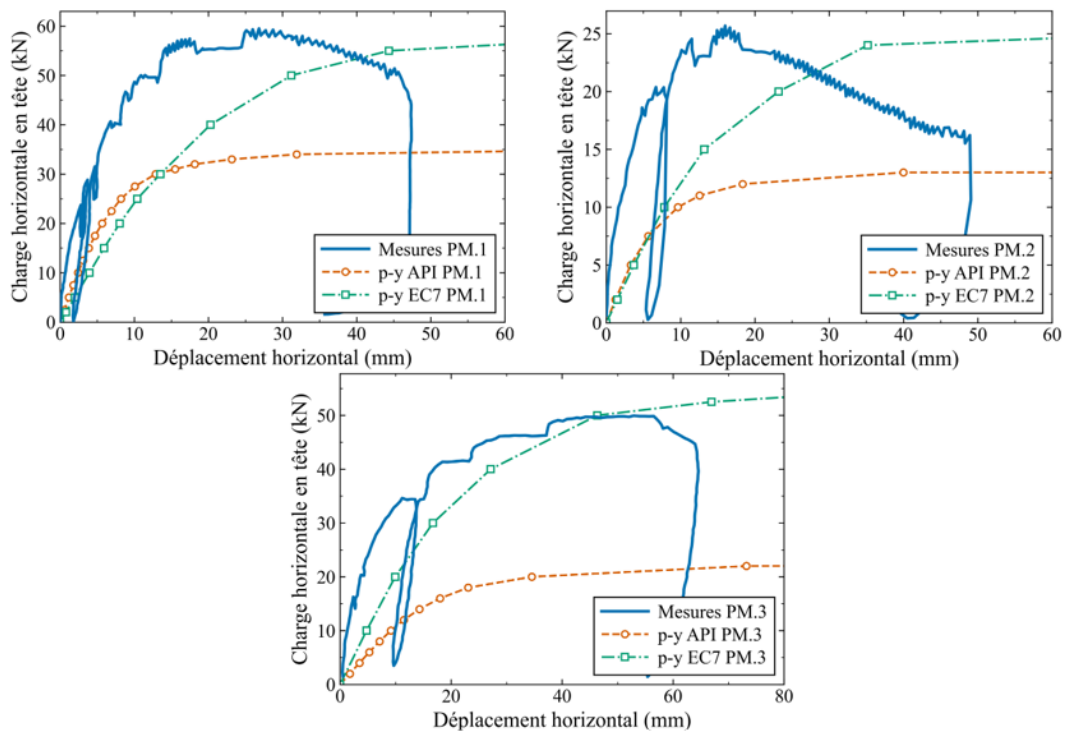 Charge horizontale en tête (kN)
60
50
40
30
20
10
0
Mesures PM.1
p-y API PM.1
p-y EC7 PM.1
0 10 20 30 40 50 60
Déplacement horizontal (mm)
Charge horizontale en tête (kN)
25
20
15
10
5
0
Mesures PM.2
p-y API PM.2
p-y EC7 PM.2
0 10 20 30 40 50 60
Déplacement horizontal (mm)
Charge horizontale en tête (kN)
50
40
30
20
10
0
Mesures PM.3
p-y API PM.3
p-y EC7 PM.3
0 20 40 60 80
Déplacement horizontal (mm)